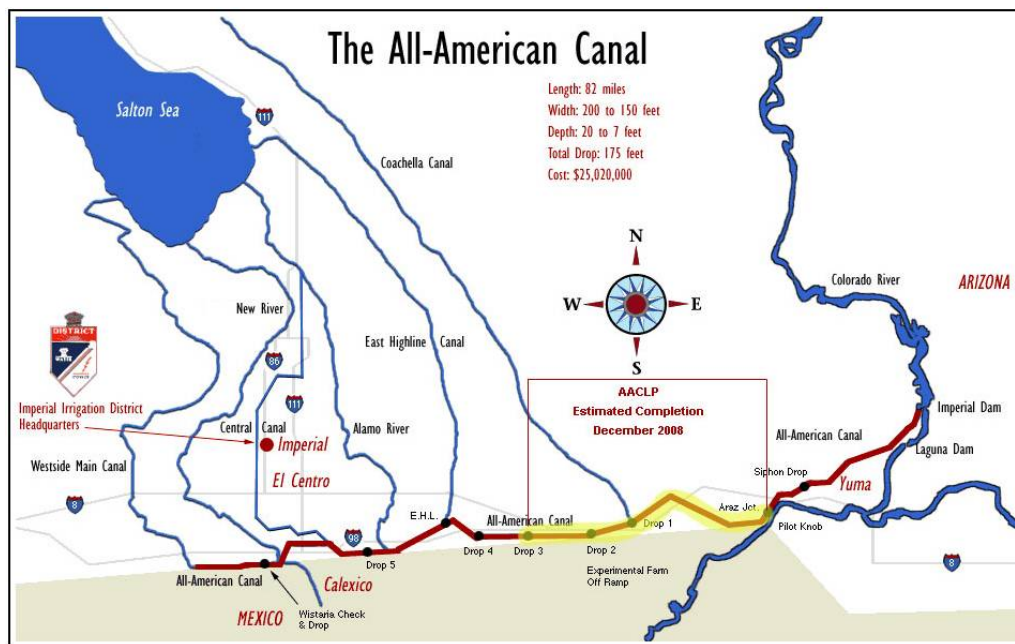 The All-American Canal
Length: 82 miles
Width: 200 to 150 feet
Depth: 20 to 7 feet
Total Drop: 175 feet
Cost: $25,020,000
Salton Sea
111
Coachella Canal
N
W
E
S
Colorado River
ARIZONA
New River
DISTRICT
East Highline Canal
86
111
Imperial Irrigation District
Headquarters
Central Canal
Imperial
Alamo River
El Centro
Westside Main Canal
8
AACLP
Estimated Completion
December 2008
Imperial Dam
All-American Canal
Laguna Dam
Siphon Drop
Yuma
Araz Jct.
Pilot Knob
E.H.L.
All-American Canal
Drop 1
98
Drop 4
Drop 3
Drop 2
Drop 5
Experimental Farm
Off Ramp
8
All-American Canal
Calexico
MEXICO
Wistaria Check
& Drop